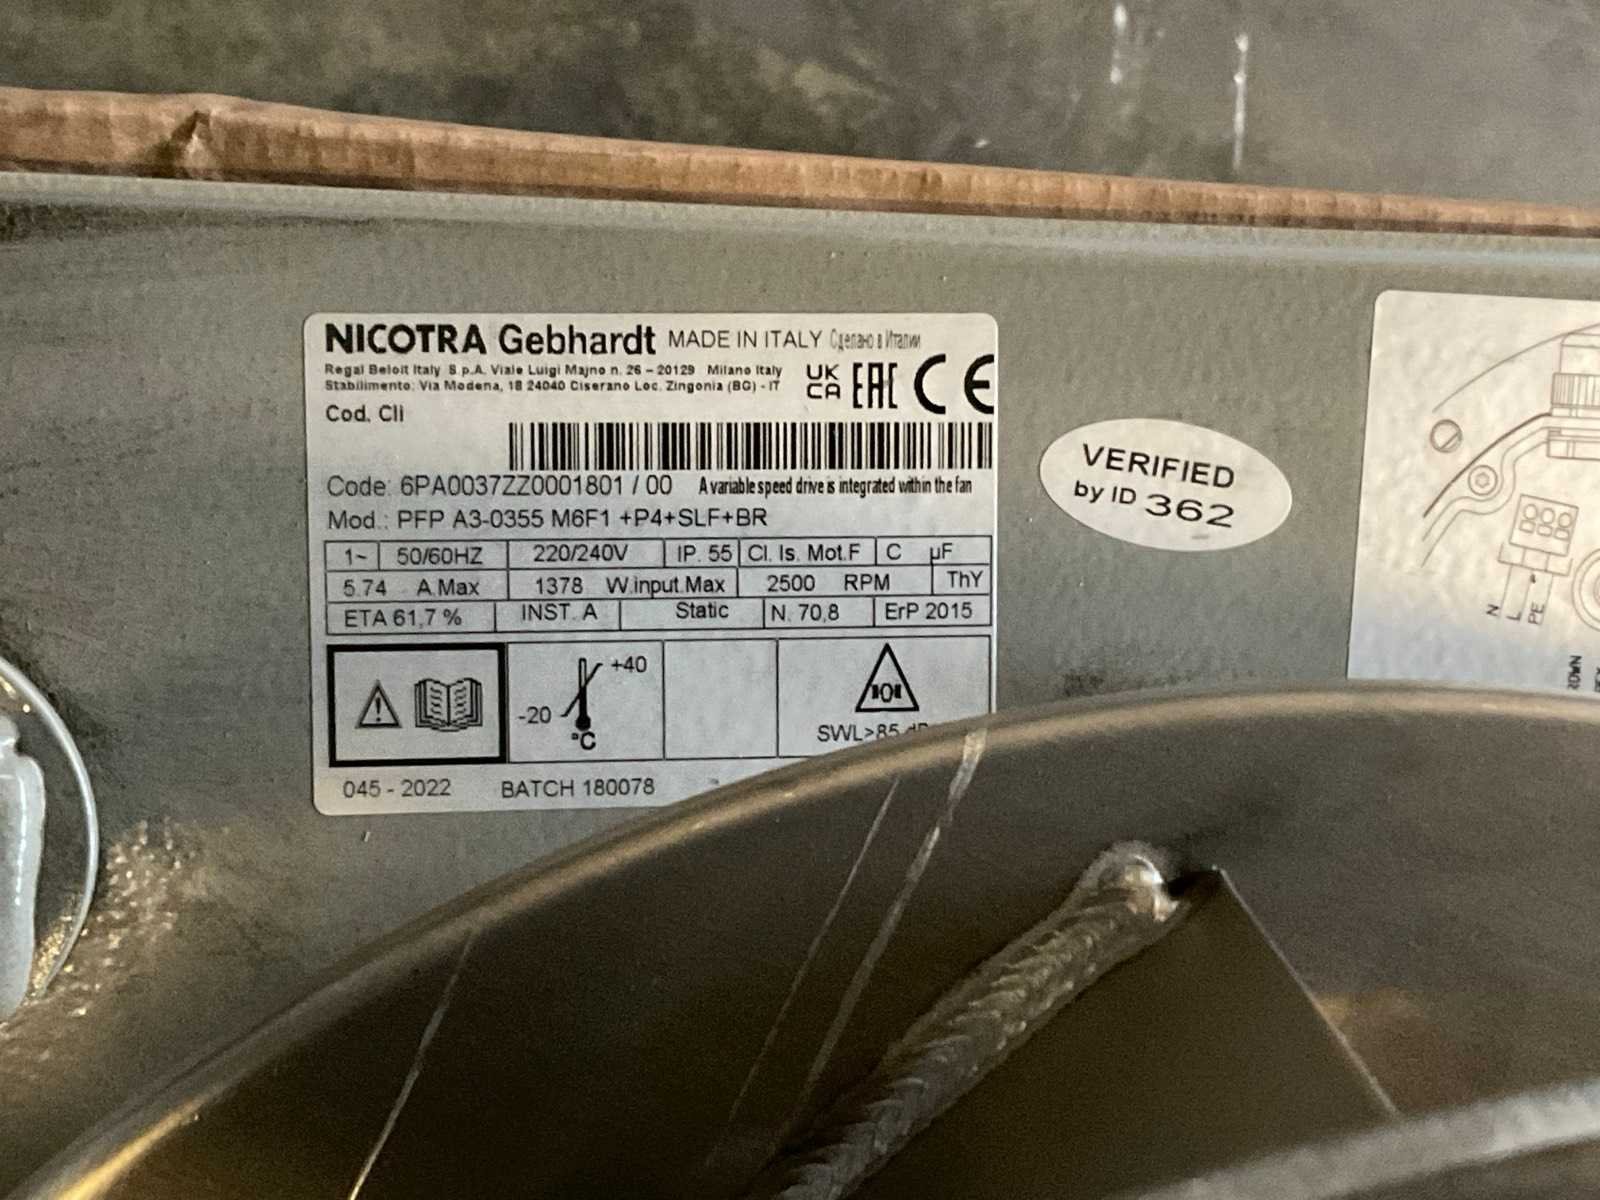 NICOTRA Gebhardt MADE IN ITALY Сделано в Италии
Regal Beloit Italy S.p.A. Viale Luigi Majno n. 26 – 20129 Milano Italy
Stabilimento: Via Modena, 18 24040 Ciserano Loc. Zingonia (BG) - IT
UK CA EAC CE
Cod. Cli
Code: 6PA0037ZZ0001801 / 00 A variable speed drive is integrated within the fan
Mod.: PFP A3-0355 M6F1 +P4+SLF+BR
1~ 50/60HZ 220/240V IP. 55 Cl. Is. Mot.F C µF
5.74 A.Max 1378 W.input.Max 2500 RPM ThY
ETA 61,7 % INST. A Static N. 70,8 ErP 2015
+40
-20
°C
SWL>85
045 - 2022 BATCH 180078
VERIFIED
by ID 362
N
L
PE